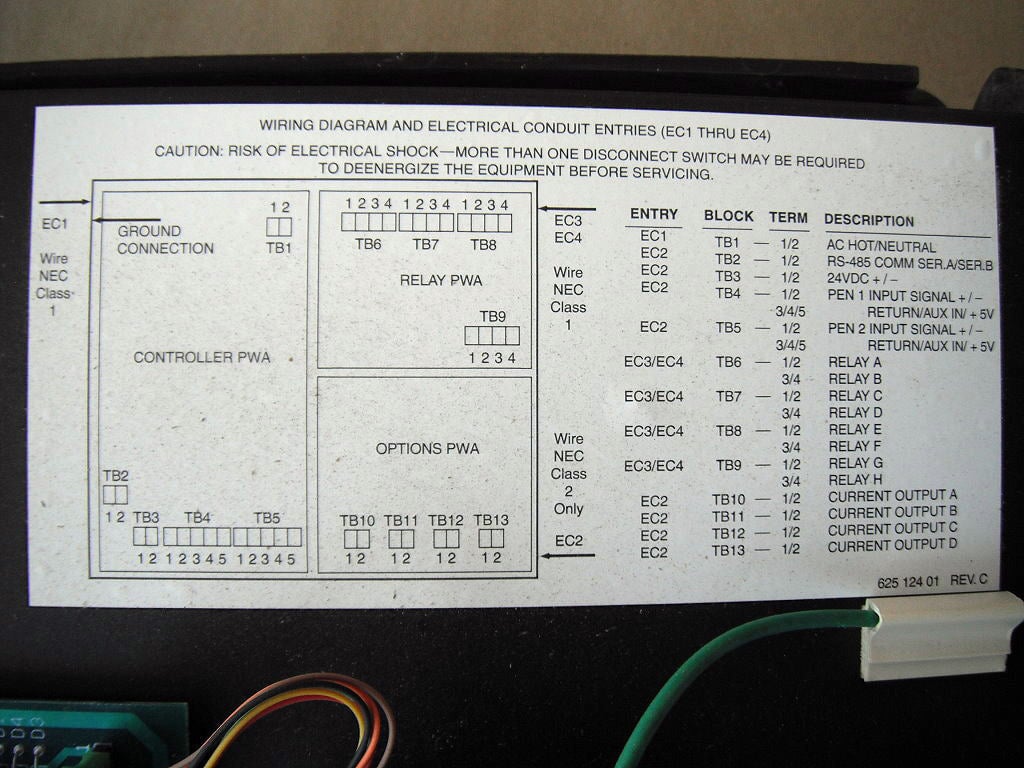 WIRING DIAGRAM AND ELECTRICAL CONDUIT ENTRIES (EC1 THRU EC4)
CAUTION: RISK OF ELECTRICAL SHOCK—MORE THAN ONE DISCONNECT SWITCH MAY BE REQUIRED
TO DEENERGIZE THE EQUIPMENT BEFORE SERVICING.
EC1
Wire
NEC
Class
1
GROUND
CONNECTION
1 2
TB1
CONTROLLER PWA
TB2
1 2
TB3 TB4 TB5
1 2 1 2 3 4 5 1 2 3 4 5
1 2 3 4 1 2 3 4 1 2 3 4
TB6 TB7 TB8
RELAY PWA
TB9
1 2 3 4
OPTIONS PWA
TB10 TB11 TB12 TB13
1 2 1 2 1 2 1 2
EC3
EC4
Wire
NEC
Class
1
Wire
NEC
Class
2
Only
EC2
ENTRY BLOCK TERM DESCRIPTION
EC1 TB1 — 1/2 AC HOT/NEUTRAL
EC2 TB2 — 1/2 RS-485 COMM SER.A/SER.B
EC2 TB3 — 1/2 24VDC + / –
EC2 TB4 — 1/2 PEN 1 INPUT SIGNAL + / –
3/4/5 RETURN/AUX IN/ + 5V
EC2 TB5 — 1/2 PEN 2 INPUT SIGNAL + / –
3/4/5 RETURN/AUX IN/ + 5V
EC3/EC4 TB6 — 1/2 RELAY A
3/4 RELAY B
EC3/EC4 TB7 — 1/2 RELAY C
3/4 RELAY D
EC3/EC4 TB8 — 1/2 RELAY E
3/4 RELAY F
EC3/EC4 TB9 — 1/2 RELAY G
3/4 RELAY H
EC2 TB10 — 1/2 CURRENT OUTPUT A
EC2 TB11 — 1/2 CURRENT OUTPUT B
EC2 TB12 — 1/2 CURRENT OUTPUT C
EC2 TB13 — 1/2 CURRENT OUTPUT D
625 124 01 REV. C
D4
D3
1